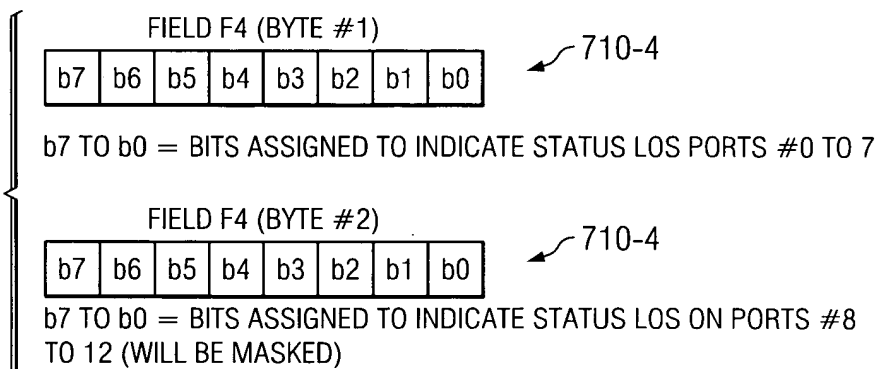 FIELD F4 (BYTE #1)
710-4
b7 b6 b5 b4 b3 b2 b1 b0
b7 TO b0 = BITS ASSIGNED TO INDICATE STATUS LOS PORTS #0 TO 7
FIELD F4 (BYTE #2)
710-4
b7 b6 b5 b4 b3 b2 b1 b0
b7 TO b0 = BITS ASSIGNED TO INDICATE STATUS LOS ON PORTS #8
TO 12 (WILL BE MASKED)